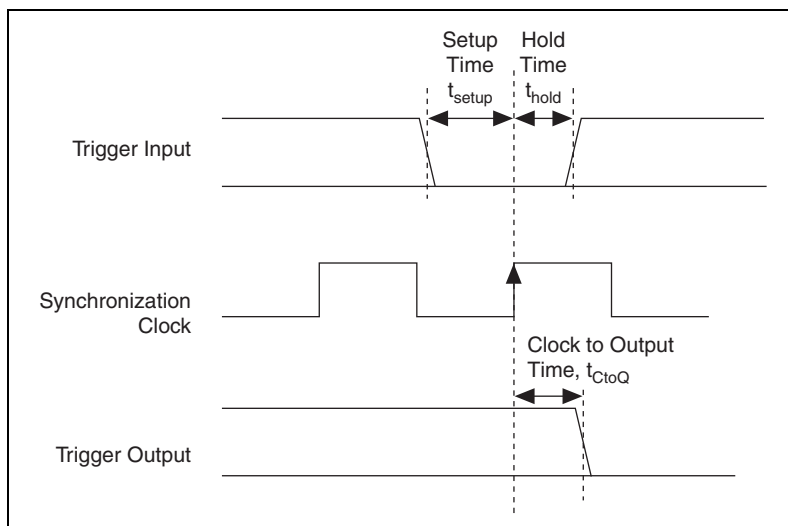 Setup
Time
t_setup
Hold
Time
t_hold
Trigger Input
Synchronization
Clock
Clock to Output
Time, t_CtoQ
Trigger Output